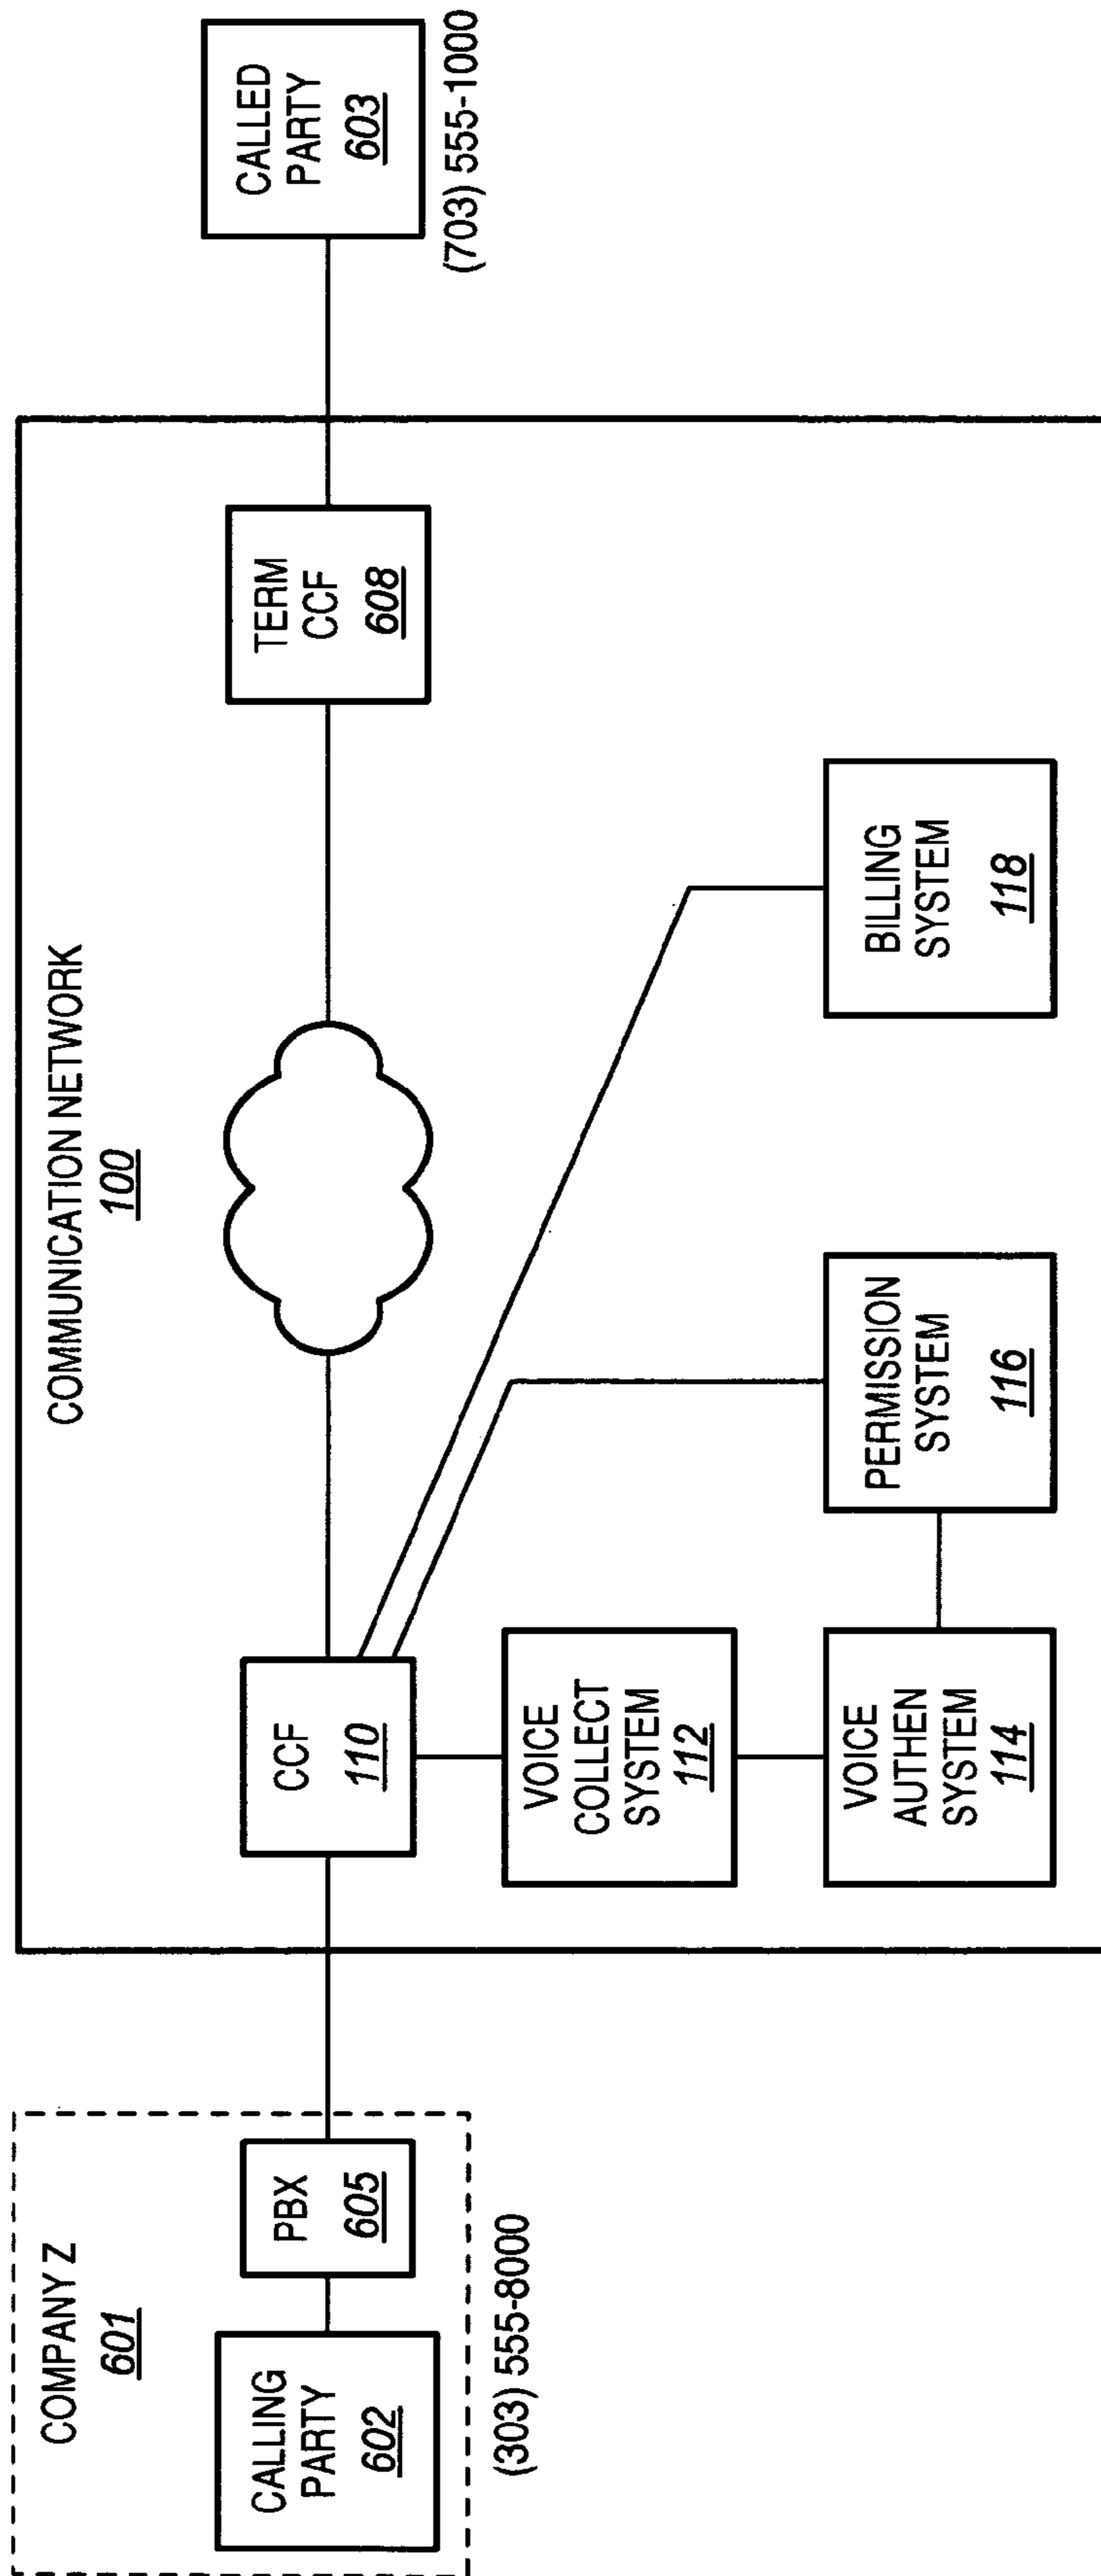 COMPANY Z
601
CALLING
PARTY
602
PBX
605
(303) 555-8000
COMMUNICATION NETWORK
100
CCF
110
TERM
CCF
608
VOICE
COLLECT
SYSTEM
112
VOICE
AUTHEN
SYSTEM
114
PERMISSION
SYSTEM
116
BILLING
SYSTEM
118
CALLED
PARTY
603
(703) 555-1000